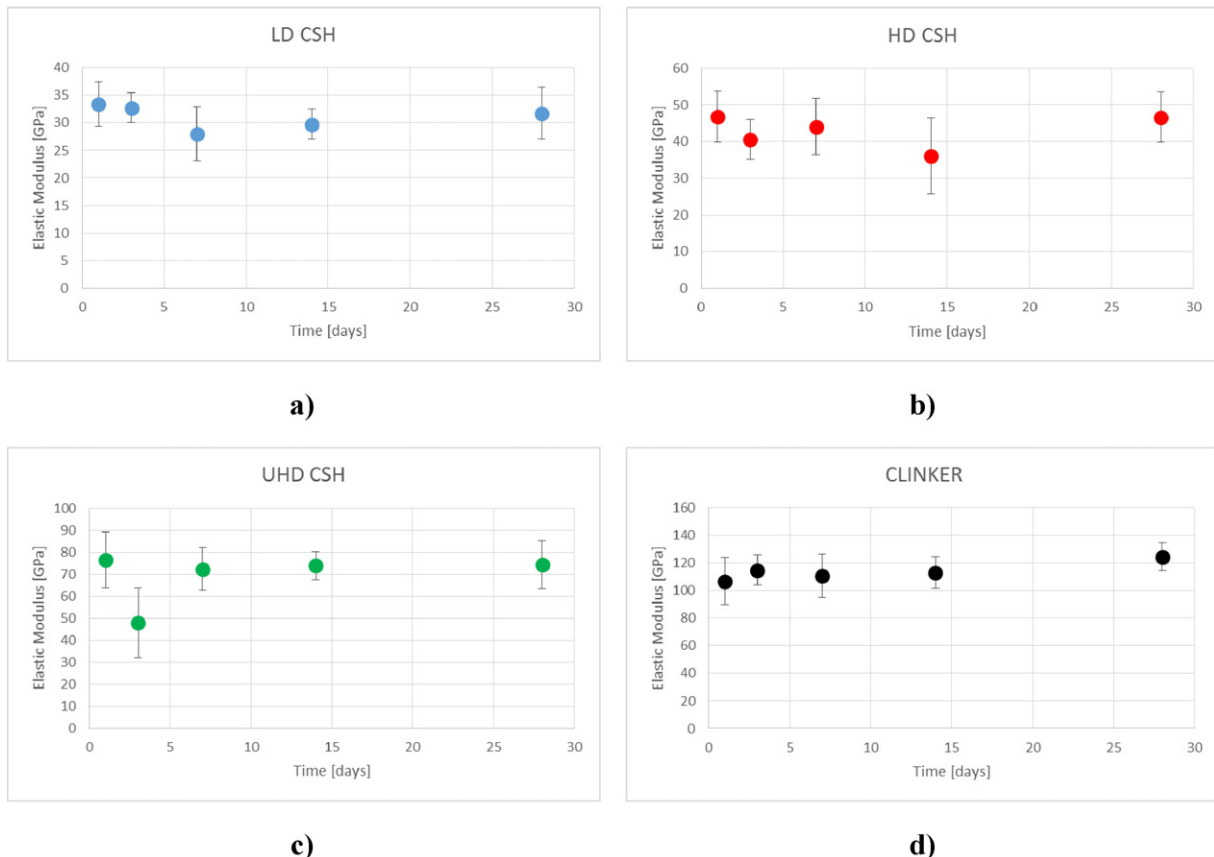 LD CSH
40
35
30
25
20
15
10
5
0
Elastic Modulus [GPa]
0 5 10 15 20 25 30
Time [days]
a)
HD CSH
60
50
40
30
20
10
0
Elastic Modulus [GPa]
0 5 10 15 20 25 30
Time [days]
b)
UHD CSH
100
90
80
70
60
50
40
30
20
10
0
Elastic Modulus [GPa]
0 5 10 15 20 25 30
Time [days]
c)
CLINKER
160
140
120
100
80
60
40
20
0
Elastic Modulus [GPa]
0 5 10 15 20 25 30
Time [days]
d)